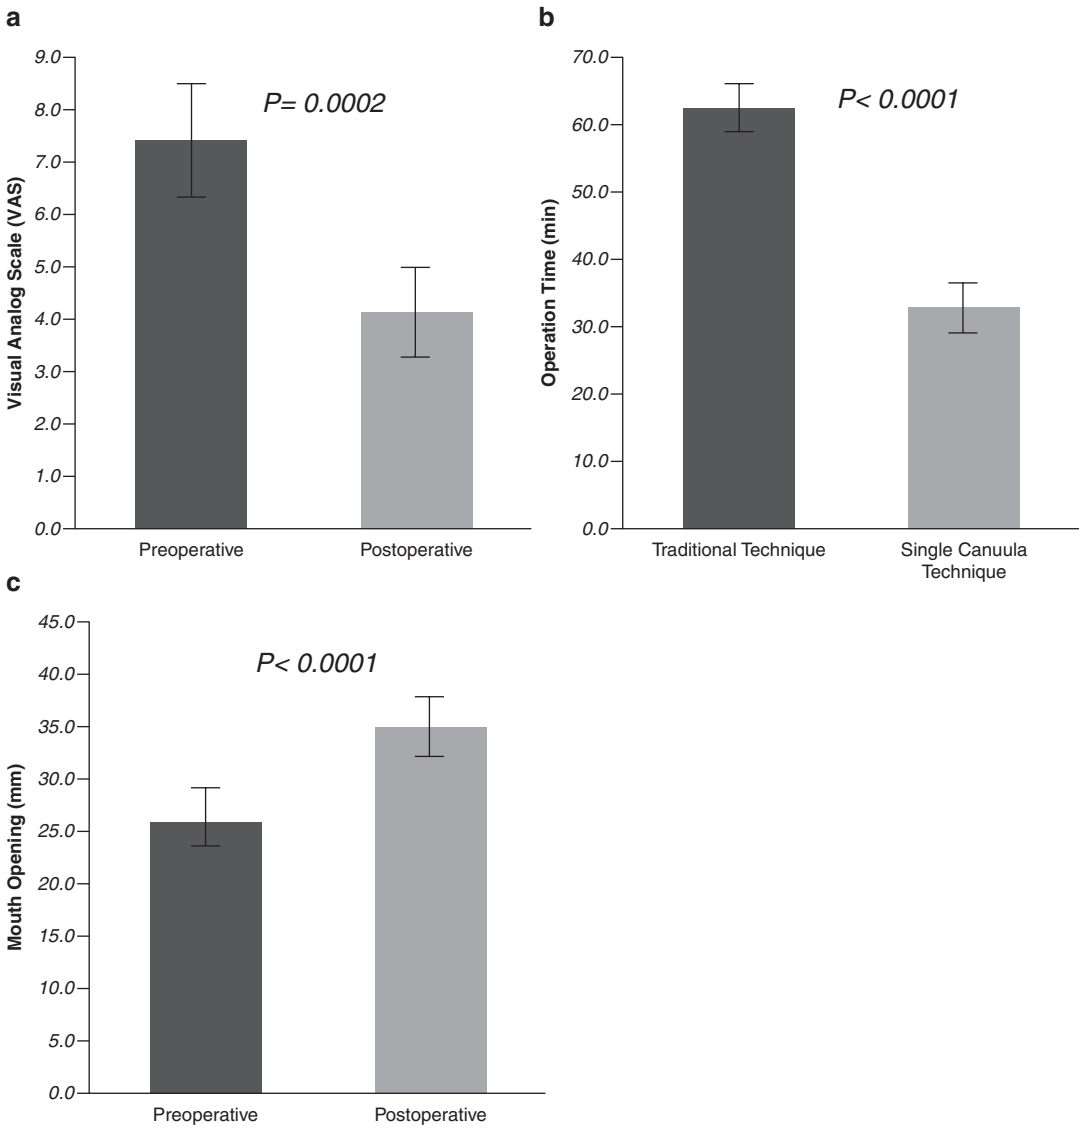 a
P= 0.0002
Visual Analog Scale (VAS)
9.0
8.0
7.0
6.0
5.0
4.0
3.0
2.0
1.0
0.0
Preoperative
Postoperative
b
P< 0.0001
Operation Time (min)
70.0
60.0
50.0
40.0
30.0
20.0
10.0
0.0
Traditional Technique
Single Canuula
Technique
c
P< 0.0001
Mouth Opening (mm)
45.0
40.0
35.0
30.0
25.0
20.0
15.0
10.0
5.0
0.0
Preoperative
Postoperative